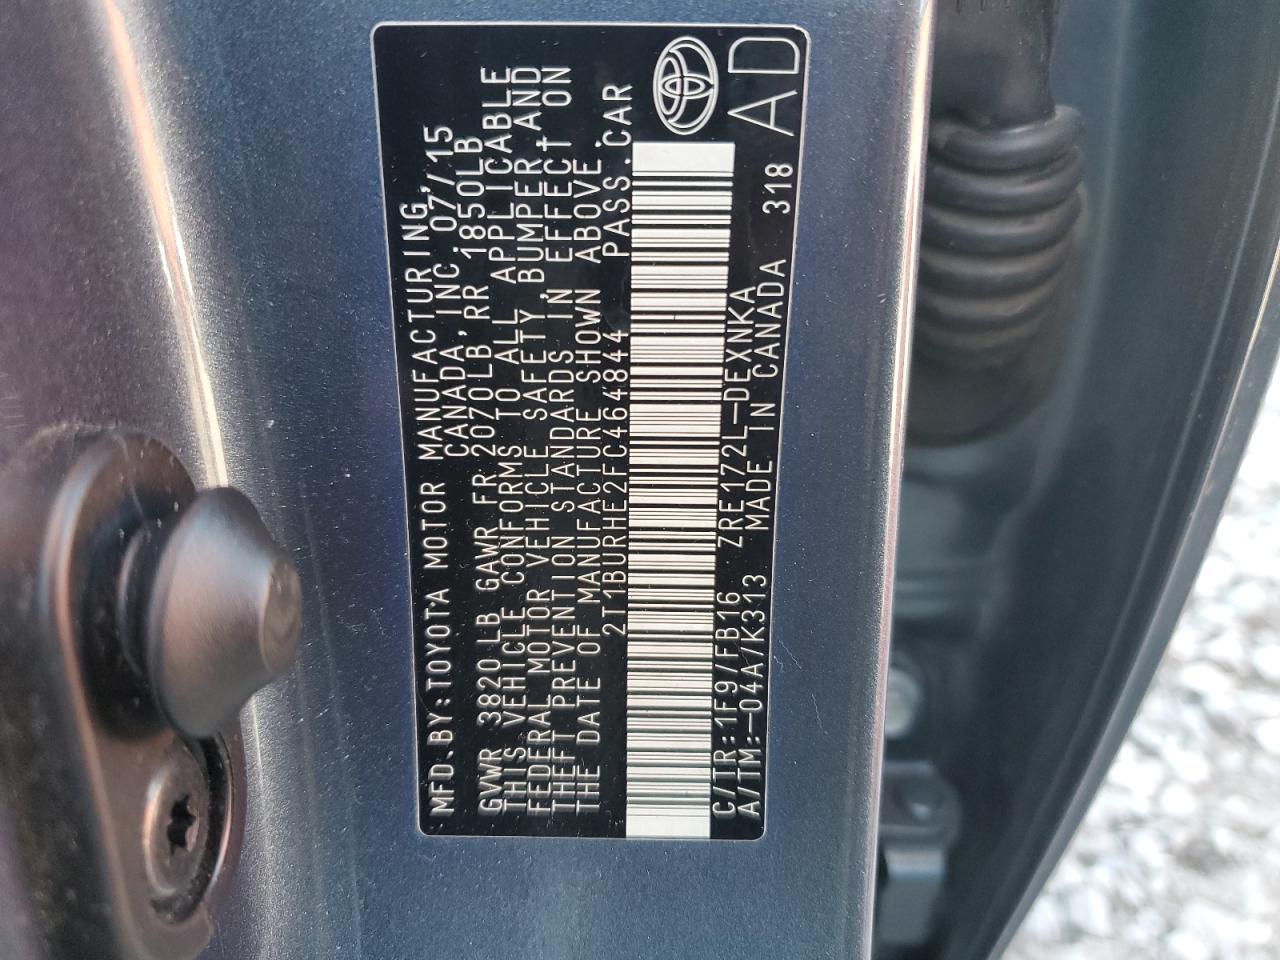 MFD.BY:TOYOTA MOTOR MANUFACTURING,
CANADA, INC. 07/15
GVWR 3820LB GAWR FR 2070LB, RR 1850LB
THIS VEHICLE CONFORMS TO ALL APPLICABLE
FEDERAL MOTOR VEHICLE SAFETY, BUMPER, AND
THEFT PREVENTION STANDARDS IN EFFECT ON
THE DATE OF MANUFACTURE SHOWN ABOVE.
2T1BURHE2FC464844 PASS.CAR
C/TR:1F9/FB16 ZRE172L-DEXNKA
A/TM:-04A/K313 MADE IN CANADA 318
AD